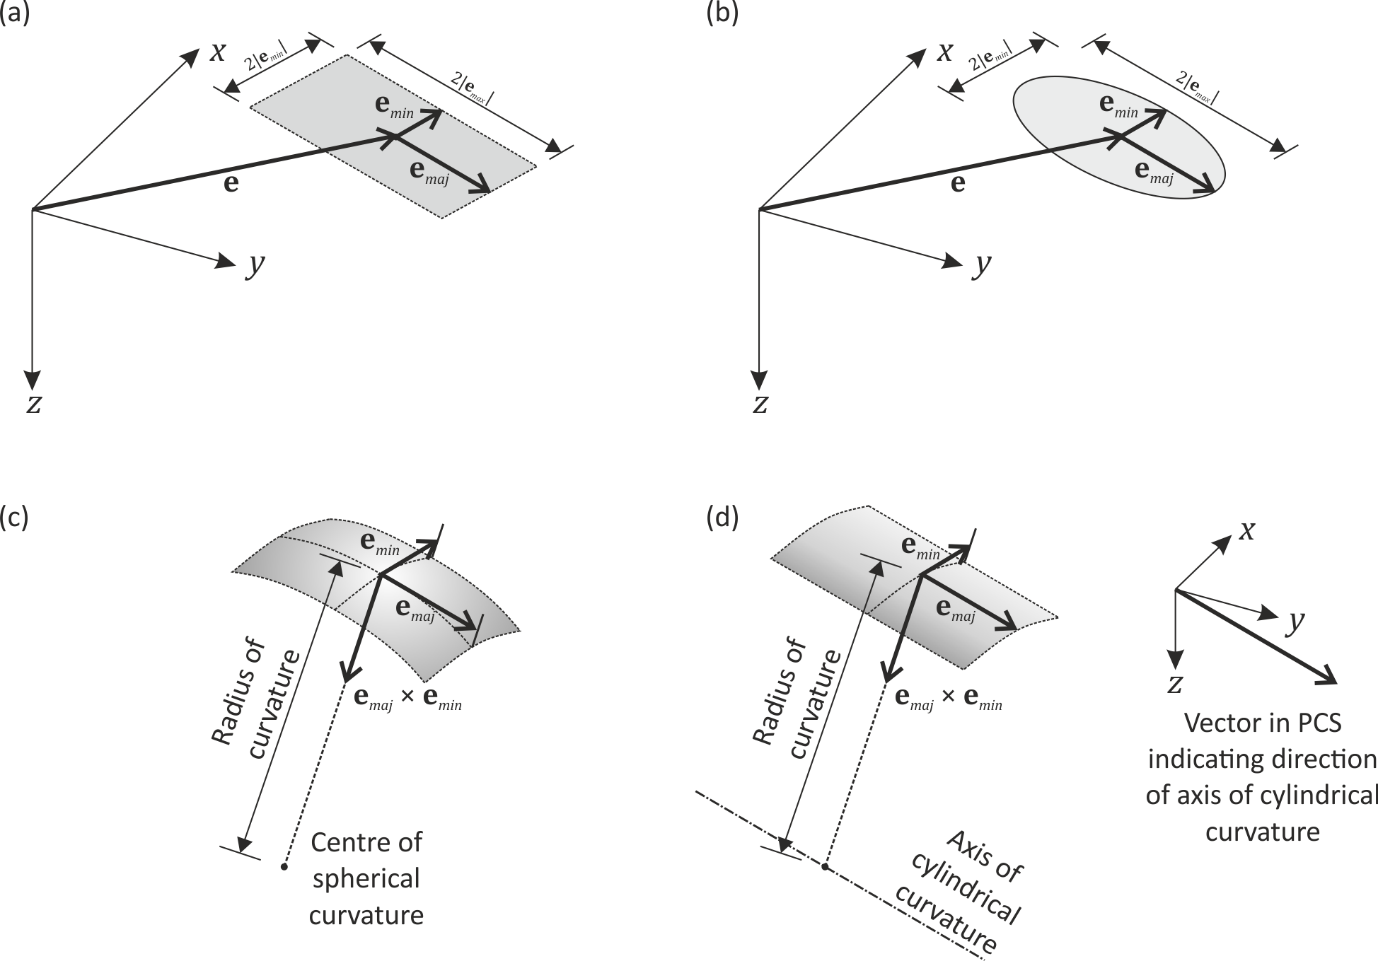 (a)
x
2|e_min|
2|e_max|
e_min
e_maj
e
y
z
(b)
x
2|e_min|
2|e_max|
e_min
e_maj
e
y
z
(c)
e_min
e_maj
Radius of
curvature
e_maj × e_min
Centre of
spherical
curvature
(d)
e_min
e_maj
Radius of
curvature
e_maj × e_min
Axis of
cylindrical
curvature
x
y
z
Vector in PCS
indicating direction
of axis of cylindrical
curvature